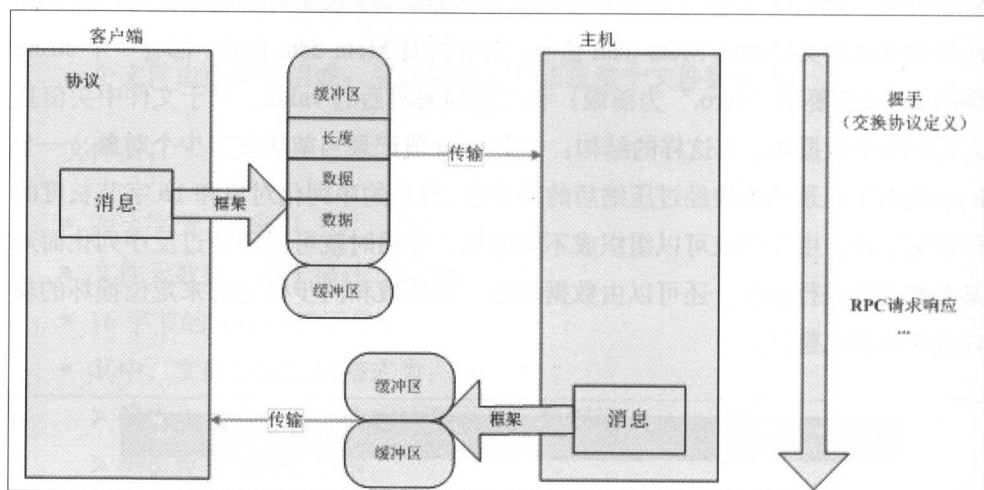 客户端
协议
消息
框架
缓冲区
长度
数据
数据
缓冲区
传输
主机
握手
（交换协议定义）
RPC请求响应
...
消息
框架
缓冲区
缓冲区
传输